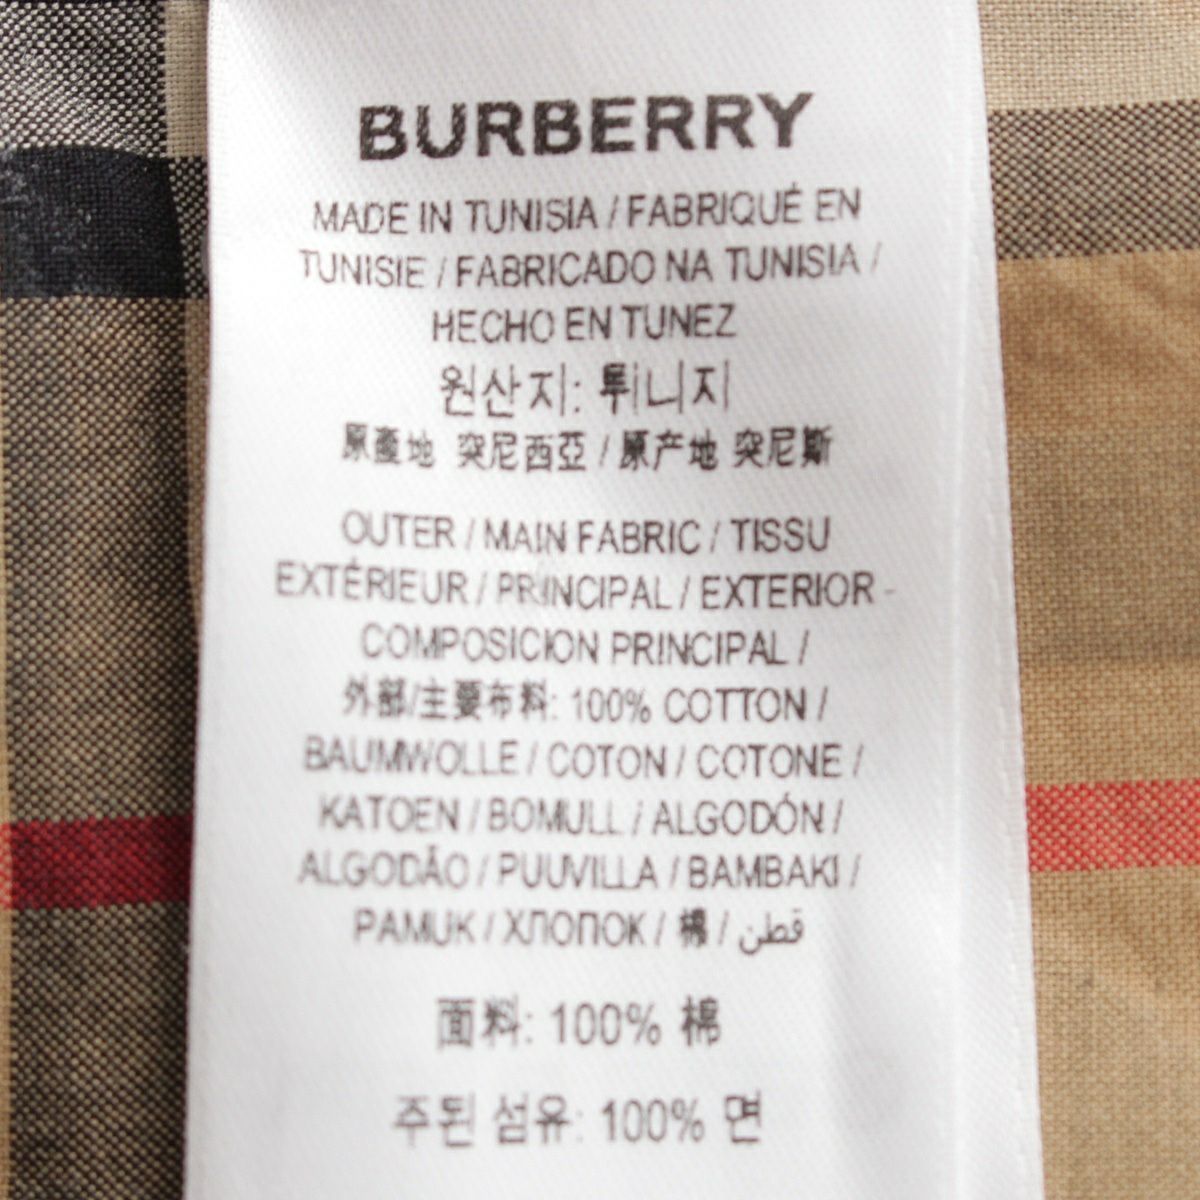 BURBERRY
MADE IN TUNISIA / FABRIQUÉ EN
TUNISIE / FABRICADO NA TUNISIA /
HECHO EN TUNEZ
원산지: 튀니지
原產地 突尼西亞 / 原产地 突尼斯
OUTER / MAIN FABRIC / TISSU
EXTÉRIEUR / PRINCIPAL / EXTERIOR -
COMPOSICION PRINCIPAL /
外部/主要布料: 100% COTTON /
BAUMWOLLE / COTON / COTONE /
KATOEN / BOMULL / ALGODÓN /
ALGODÃO / PUUVILLA / BAMBAKI /
PAMUK / ХЛОПОК / 棉 / قطن
面料: 100% 棉
주된 섬유: 100% 면